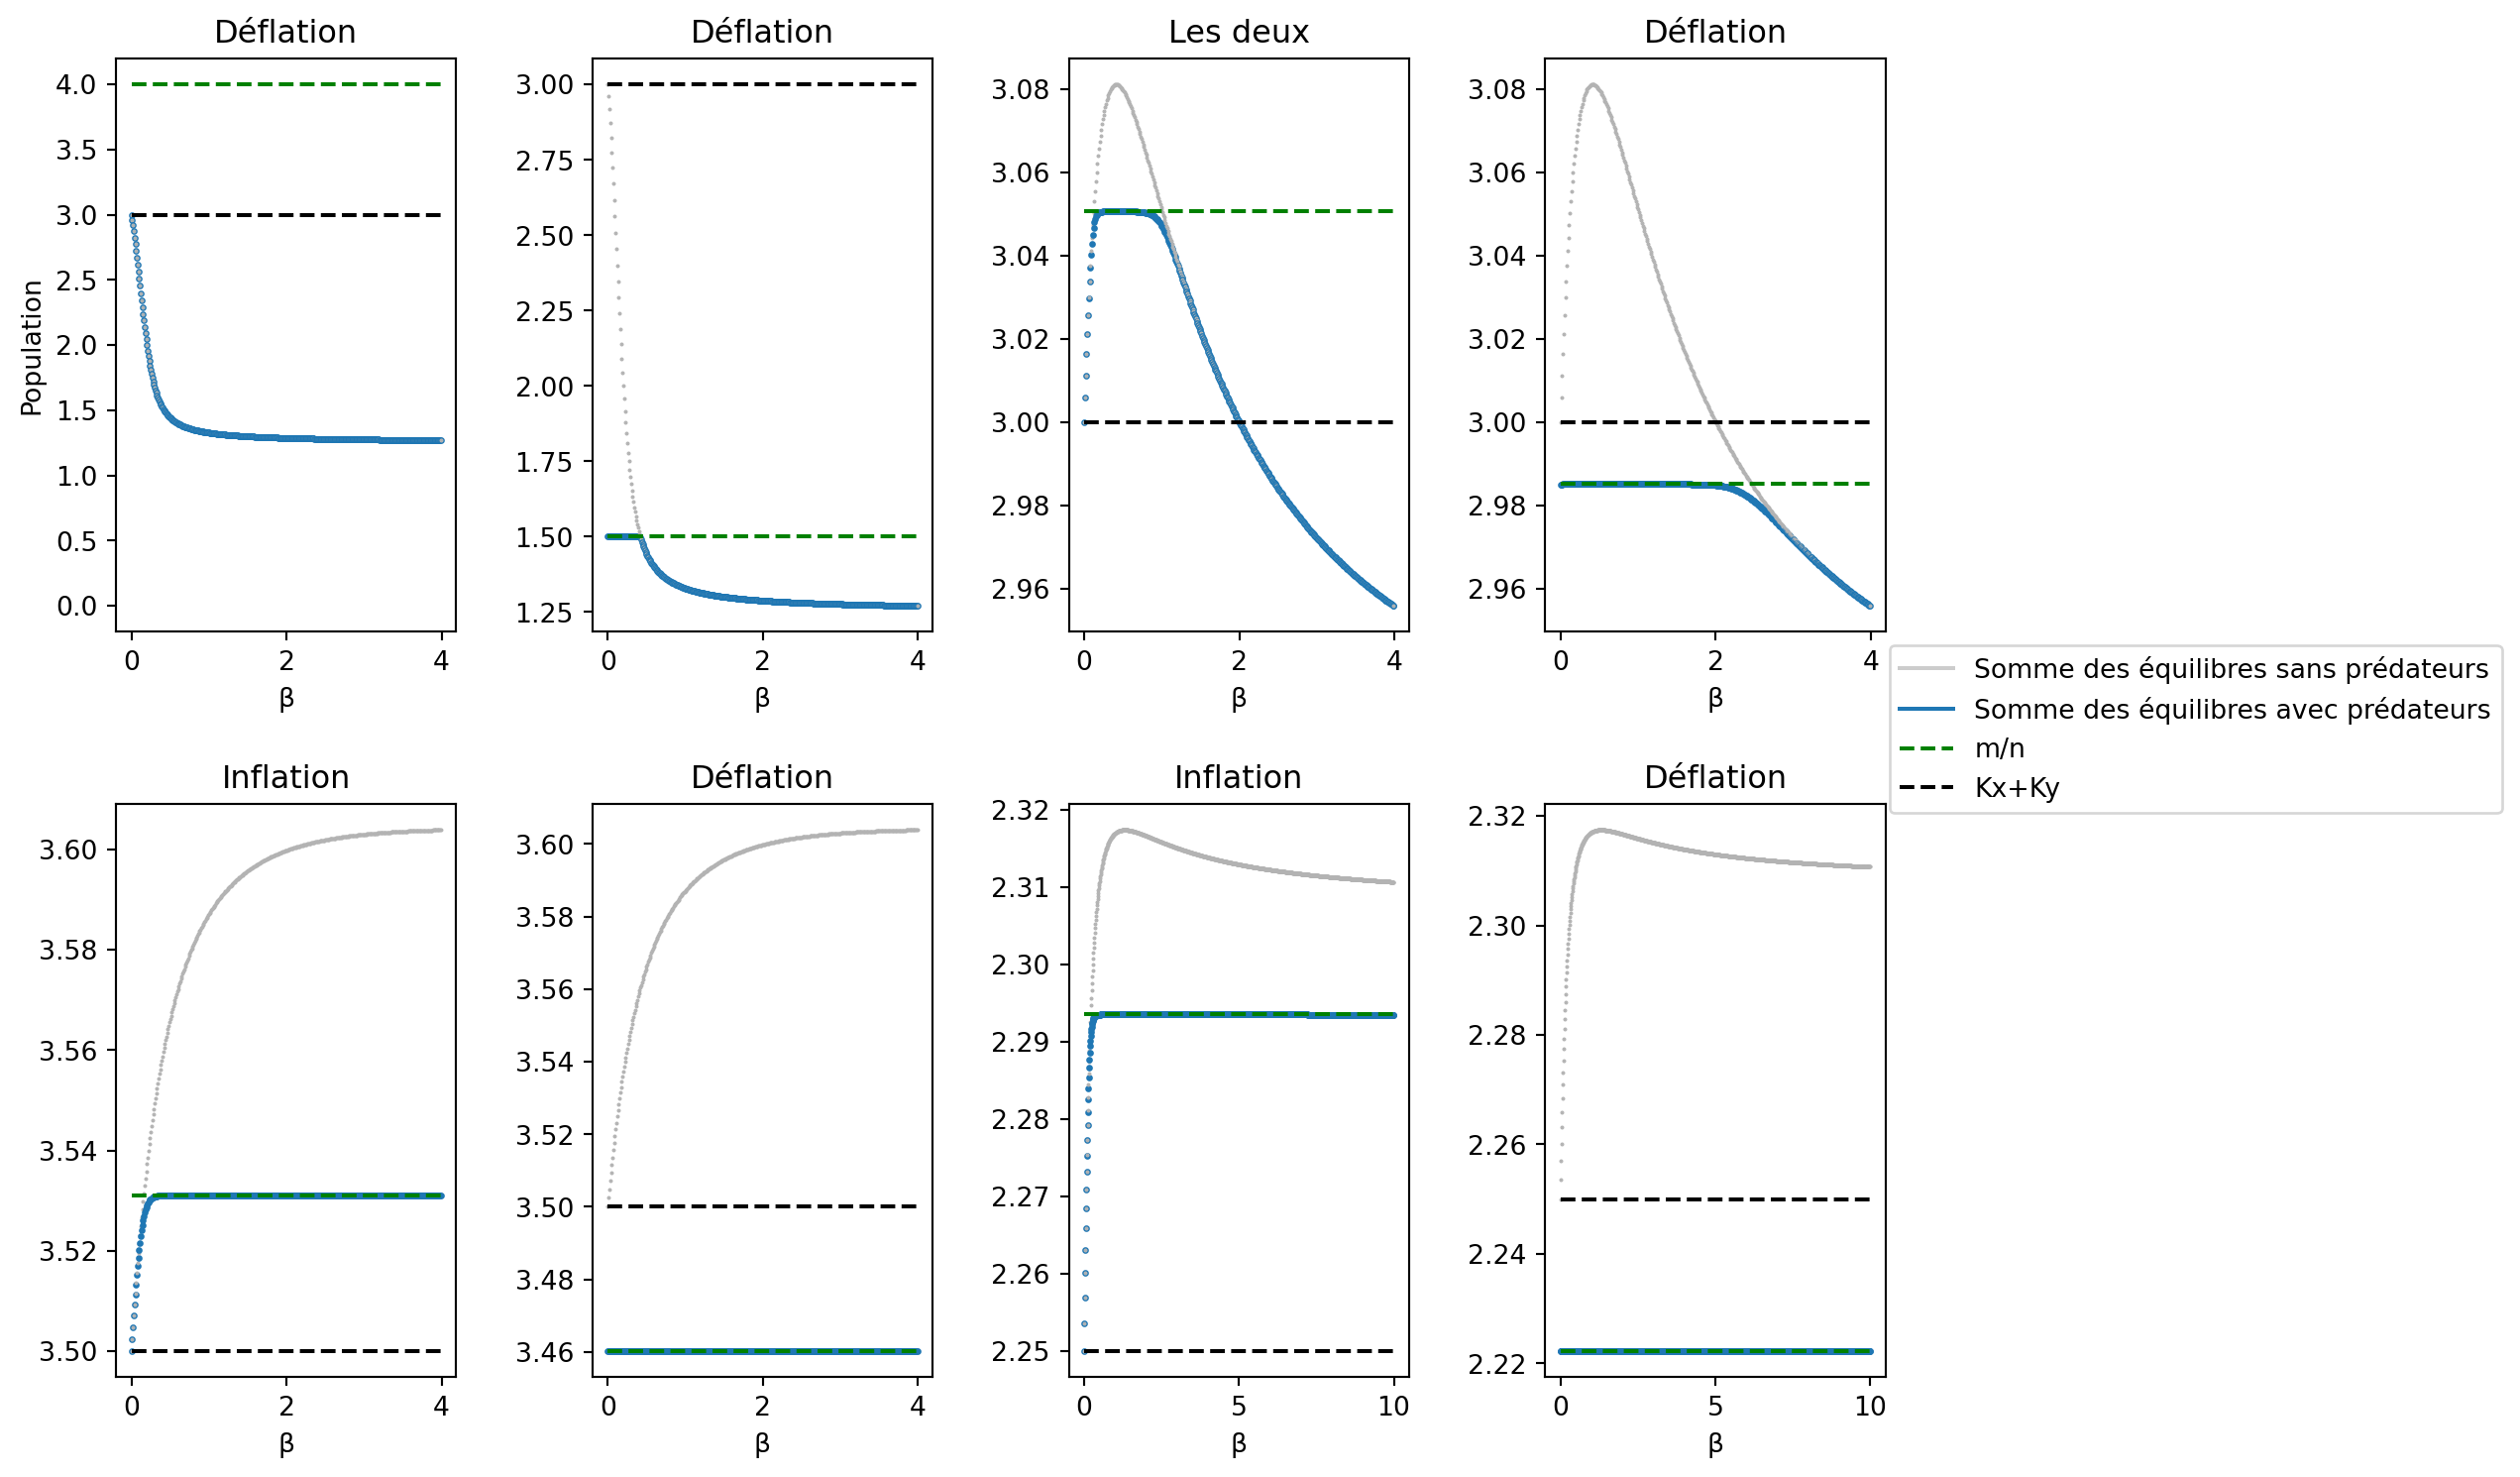 Déflation
Déflation
Les deux
Déflation
Population
4.0
3.5
3.0
2.5
2.0
1.5
1.0
0.5
0.0
0 2 4
β
3.00
2.75
2.50
2.25
2.00
1.75
1.50
1.25
0 2 4
β
3.08
3.06
3.04
3.02
3.00
2.98
2.96
0 2 4
β
3.08
3.06
3.04
3.02
3.00
2.98
2.96
0 2 4
β
Somme des équilibres sans prédateurs
Somme des équilibres avec prédateurs
m/n
Kx+Ky
Inflation
Déflation
Inflation
Déflation
3.60
3.58
3.56
3.54
3.52
3.50
0 2 4
β
3.60
3.58
3.56
3.54
3.52
3.50
3.48
3.46
0 2 4
β
2.32
2.31
2.30
2.29
2.28
2.27
2.26
2.25
0 5 10
β
2.32
2.30
2.28
2.26
2.24
2.22
0 5 10
β